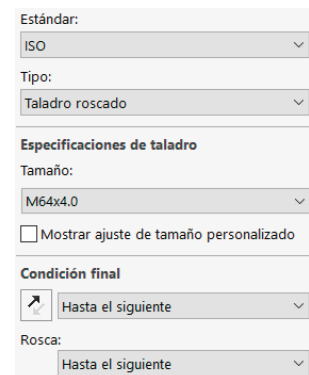 Estándar:
ISO
Tipo:
Taladro roscado
Especificaciones de taladro
Tamaño:
M64x4.0
Mostrar ajuste de tamaño personalizado
Condición final
Hasta el siguiente
Rosca:
Hasta el siguiente